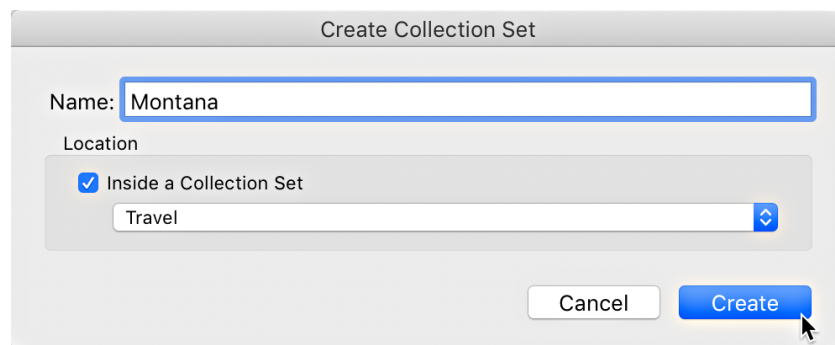 Create Collection Set
Name: Montana
Location
Inside a Collection Set
Travel
Cancel Create